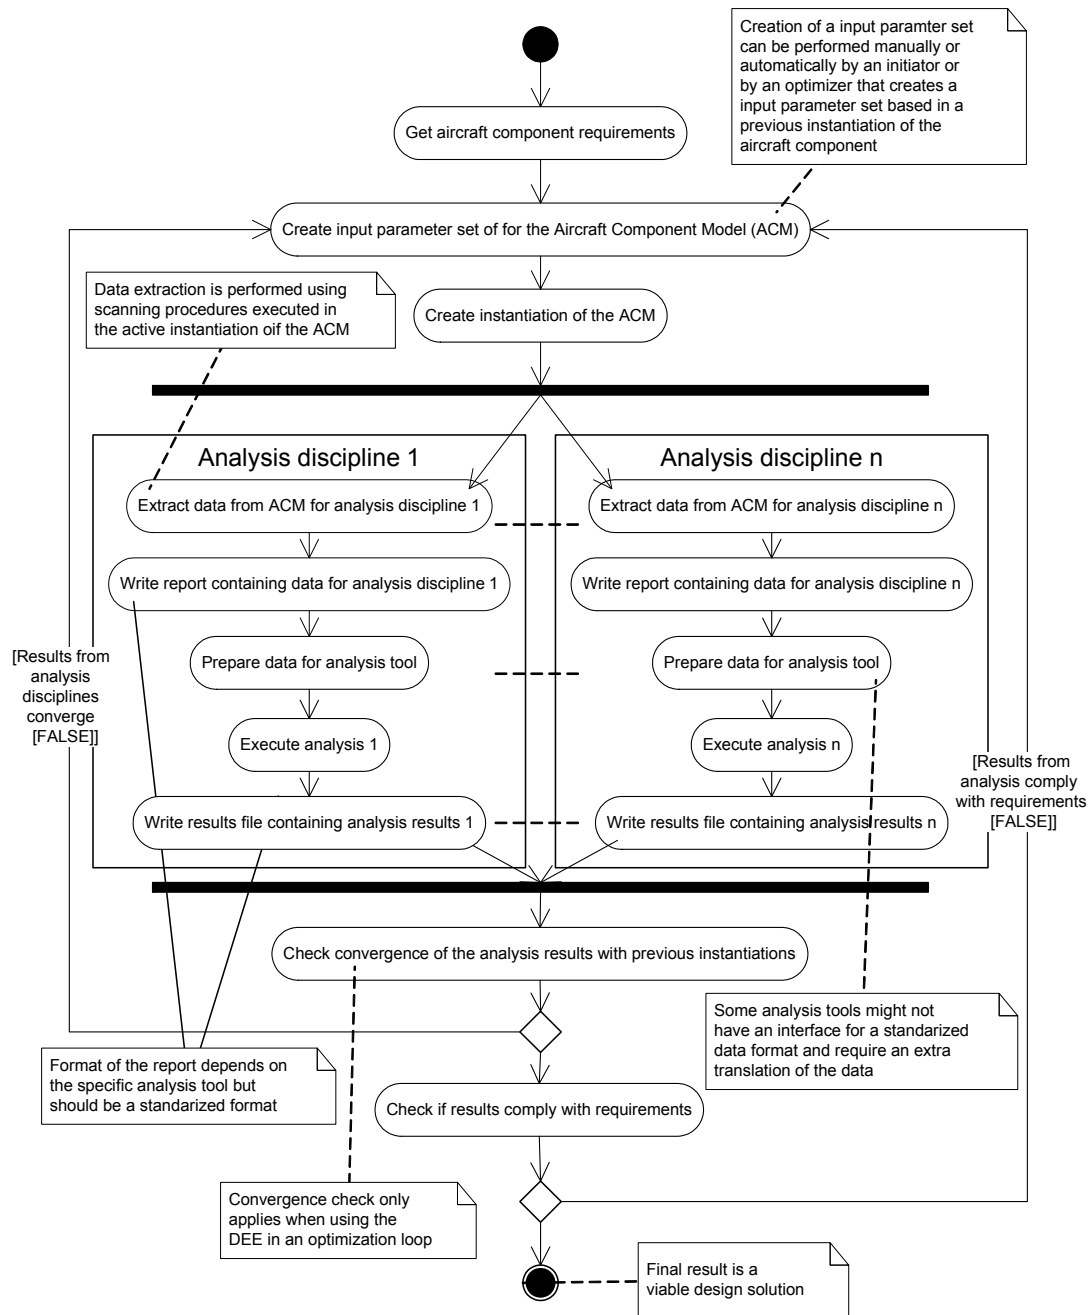 Creation of a input paramter set
can be performed manually or
automatically by an initiator or
by an optimizer that creates a
input parameter set based in a
previous instantiation of the
aircraft component
Get aircraft component requirements
Create input parameter set of for the Aircraft Component Model (ACM)
Data extraction is performed using
scanning procedures executed in
the active instantiation oif the ACM
Create instantiation of the ACM
Analysis discipline 1
Extract data from ACM for analysis discipline 1
Write report containing data for analysis discipline 1
Prepare data for analysis tool
Execute analysis 1
Write results file containing analysis results 1
Analysis discipline n
Extract data from ACM for analysis discipline n
Write report containing data for analysis discipline n
Prepare data for analysis tool
Execute analysis n
Write results file containing analysis results n
[Results from
analysis
disciplines
converge
[FALSE]]
[Results from
analysis comply
with requirements
[FALSE]]
Check convergence of the analysis results with previous instantiations
Some analysis tools might not
have an interface for a standarized
data format and require an extra
translation of the data
Format of the report depends on
the specific analysis tool but
should be a standarized format
Check if results comply with requirements
Convergence check only
applies when using the
DEE in an optimization loop
Final result is a
viable design solution